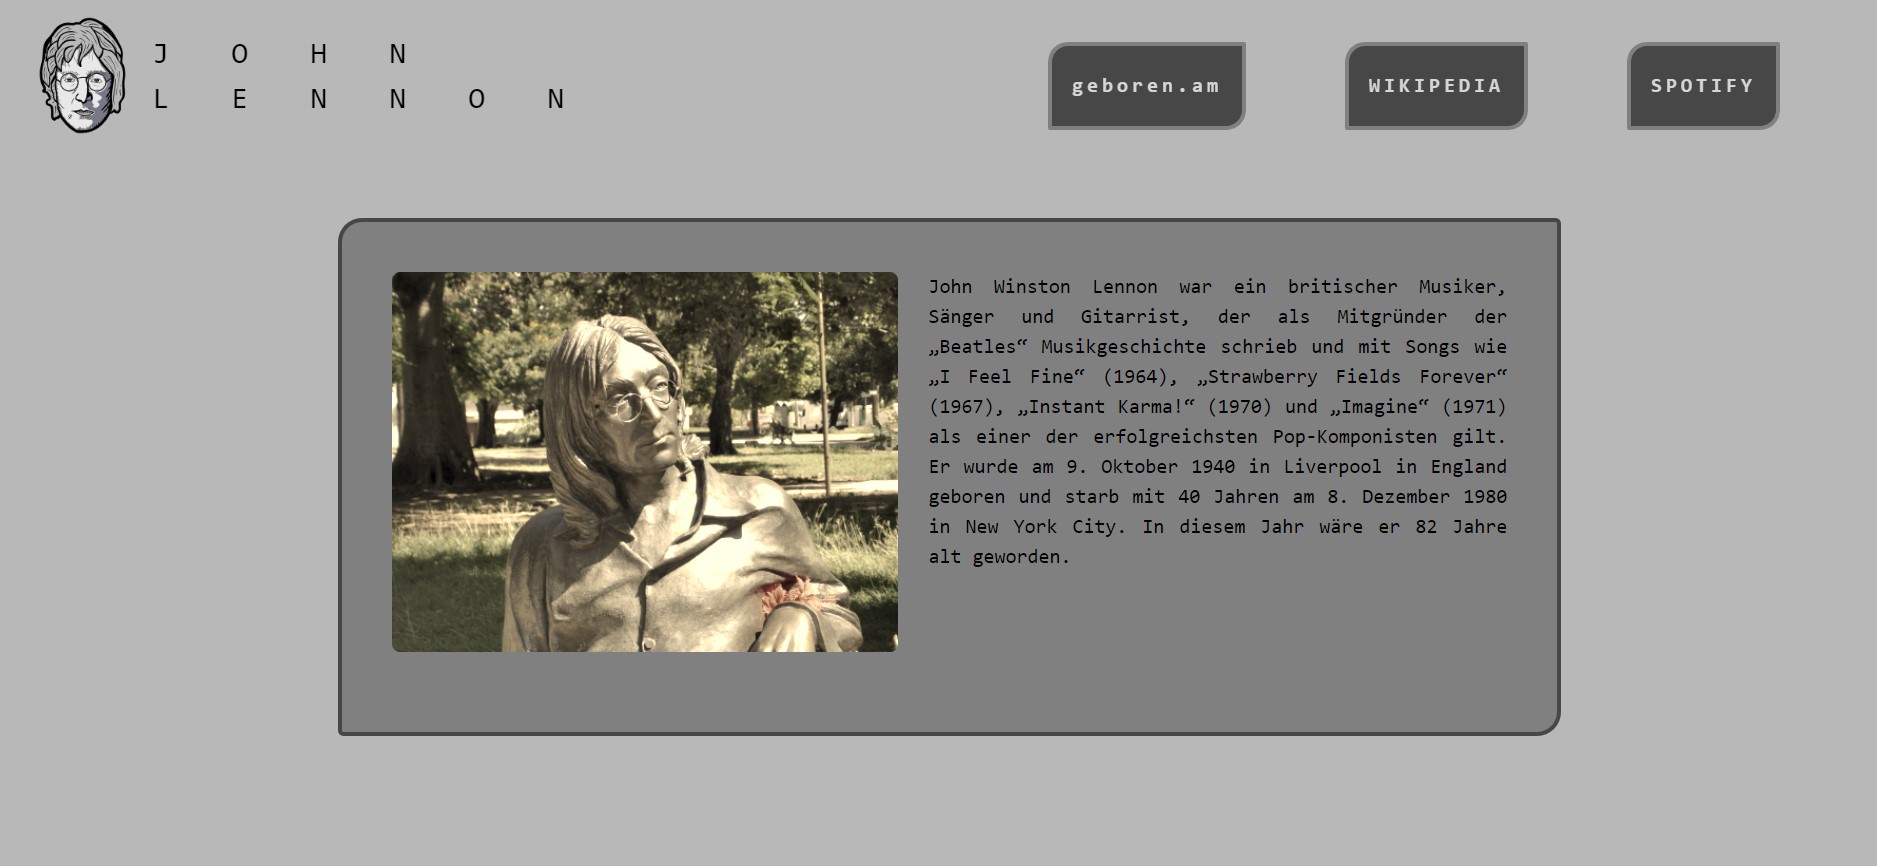 J O H N
L E N N O N
geboren.am
WIKIPEDIA
SPOTIFY
John Winston Lennon war ein britischer Musiker,
Sänger und Gitarrist, der als Mitgründer der
„Beatles“ Musikgeschichte schrieb und mit Songs wie
„I Feel Fine“ (1964), „Strawberry Fields Forever“
(1967), „Instant Karma!“ (1970) und „Imagine“ (1971)
als einer der erfolgreichsten Pop-Komponisten gilt.
Er wurde am 9. Oktober 1940 in Liverpool in England
geboren und starb mit 40 Jahren am 8. Dezember 1980
in New York City. In diesem Jahr wäre er 82 Jahre
alt geworden.